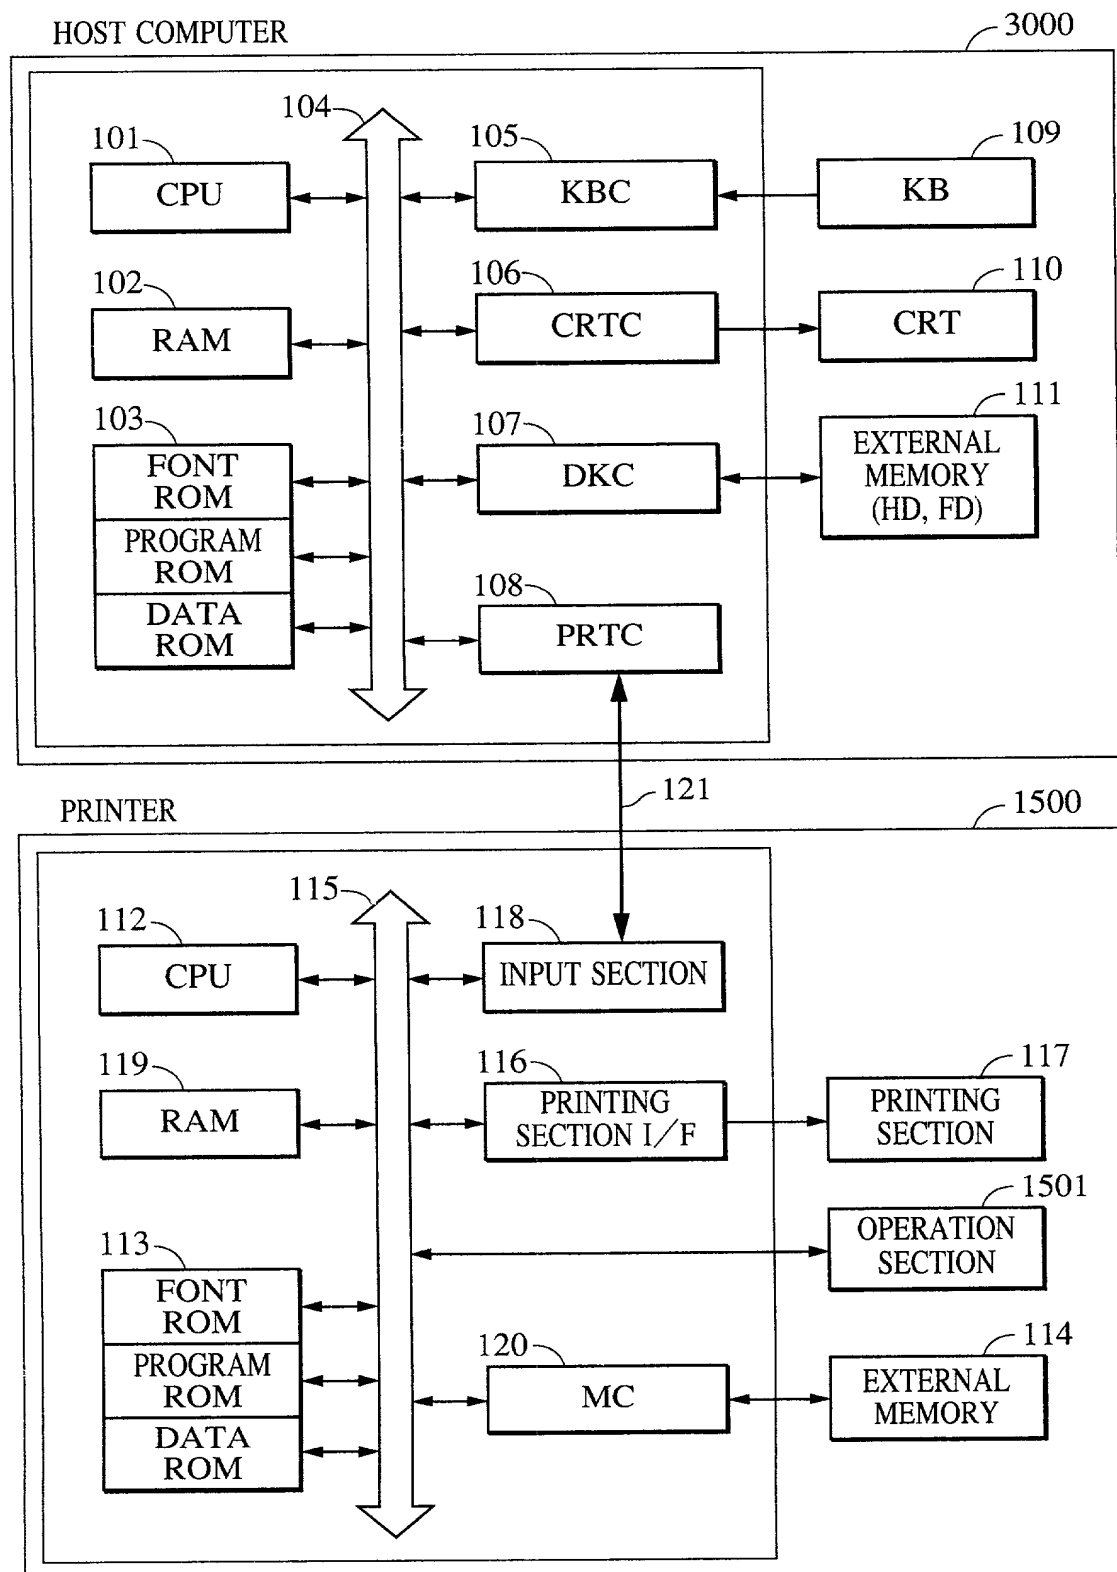 HOST COMPUTER
3000
104
101
105
109
CPU
KBC
KB
102
106
110
RAM
CRTC
CRT
103
107
111
FONT
ROM
DKC
EXTERNAL
MEMORY
(HD, FD)
PROGRAM
ROM
108
DATA
ROM
PRTC
121
PRINTER
1500
115
112
118
CPU
INPUT SECTION
119
116
117
RAM
PRINTING
SECTION I/F
PRINTING
SECTION
1501
OPERATION
SECTION
113
FONT
ROM
120
114
PROGRAM
ROM
MC
EXTERNAL
MEMORY
DATA
ROM